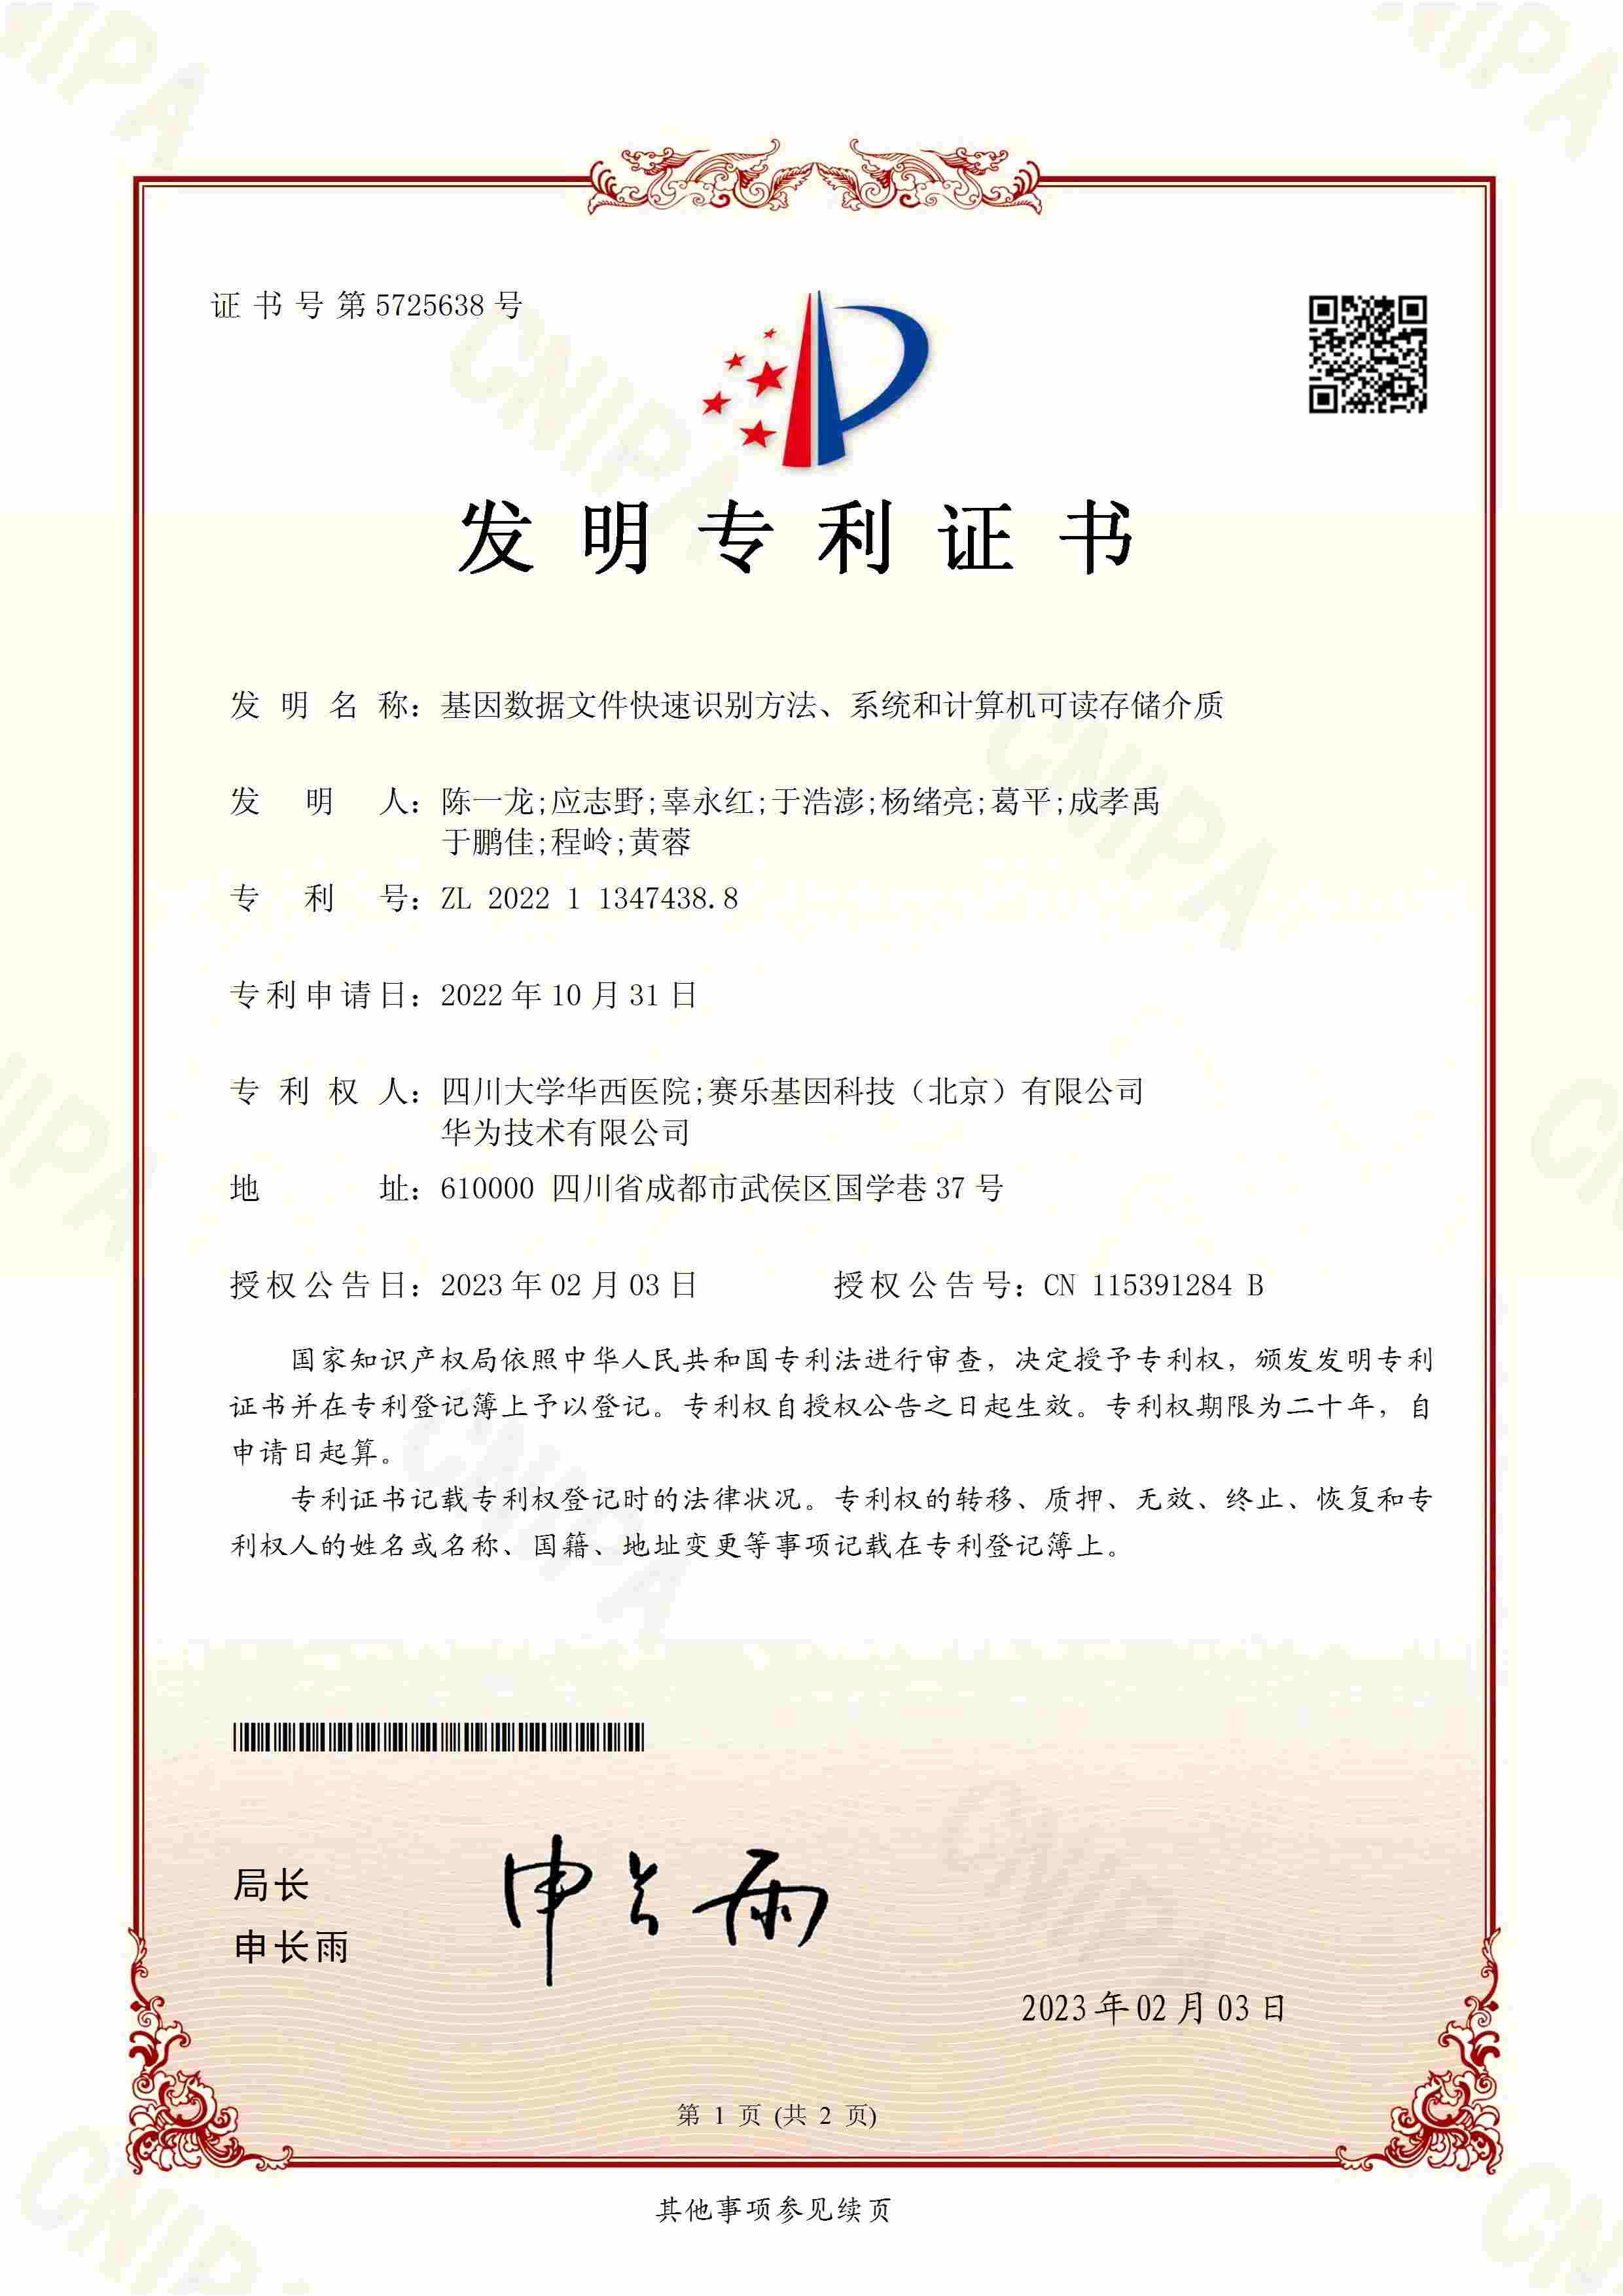 证书号第5725638号
发明专利证书
发明名称：基因数据文件快速识别方法、系统和计算机可读存储介质
发明人：陈一龙;应志野;辜永红;于浩澎;杨绪亮;葛平;成孝禹
于鹏佳;程岭;黄蓉
专利号：ZL 2022 1 1347438.8
专利申请日：2022年10月31日
专利权人：四川大学华西医院;赛乐基因科技（北京）有限公司
华为技术有限公司
地址：610000 四川省成都市武侯区国学巷37号
授权公告日：2023年02月03日 授权公告号：CN 115391284 B
国家知识产权局依照中华人民共和国专利法进行审查，决定授予专利权，颁发发明专利
证书并在专利登记簿上予以登记。专利权自授权公告之日起生效。专利权期限为二十年，自
申请日起算。
专利证书记载专利权登记时的法律状况。专利权的转移、质押、无效、终止、恢复和专
利权人的姓名或名称、国籍、地址变更等事项记载在专利登记簿上。
局长
申长雨
申长雨
2023年02月03日
第 1 页 (共 2 页)
其他事项参见续页
CNIPA
CNIPA
CNIPA
CNIPA
CNIPA
CNIPA